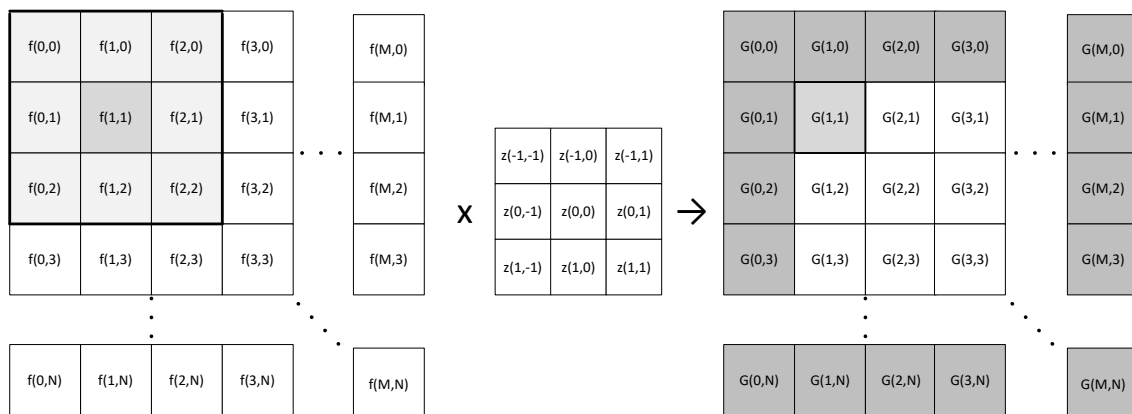 f(0,0) f(1,0) f(2,0) f(3,0) f(M,0)
f(0,1) f(1,1) f(2,1) f(3,1) f(M,1)
f(0,2) f(1,2) f(2,2) f(3,2) f(M,2)
f(0,3) f(1,3) f(2,3) f(3,3) f(M,3)
f(0,N) f(1,N) f(2,N) f(3,N) f(M,N)
x
z(-1,-1) z(-1,0) z(-1,1)
z(0,-1) z(0,0) z(0,1)
z(1,-1) z(1,0) z(1,1)
→
G(0,0) G(1,0) G(2,0) G(3,0) G(M,0)
G(0,1) G(1,1) G(2,1) G(3,1) G(M,1)
G(0,2) G(1,2) G(2,2) G(3,2) G(M,2)
G(0,3) G(1,3) G(2,3) G(3,3) G(M,3)
G(0,N) G(1,N) G(2,N) G(3,N) G(M,N)